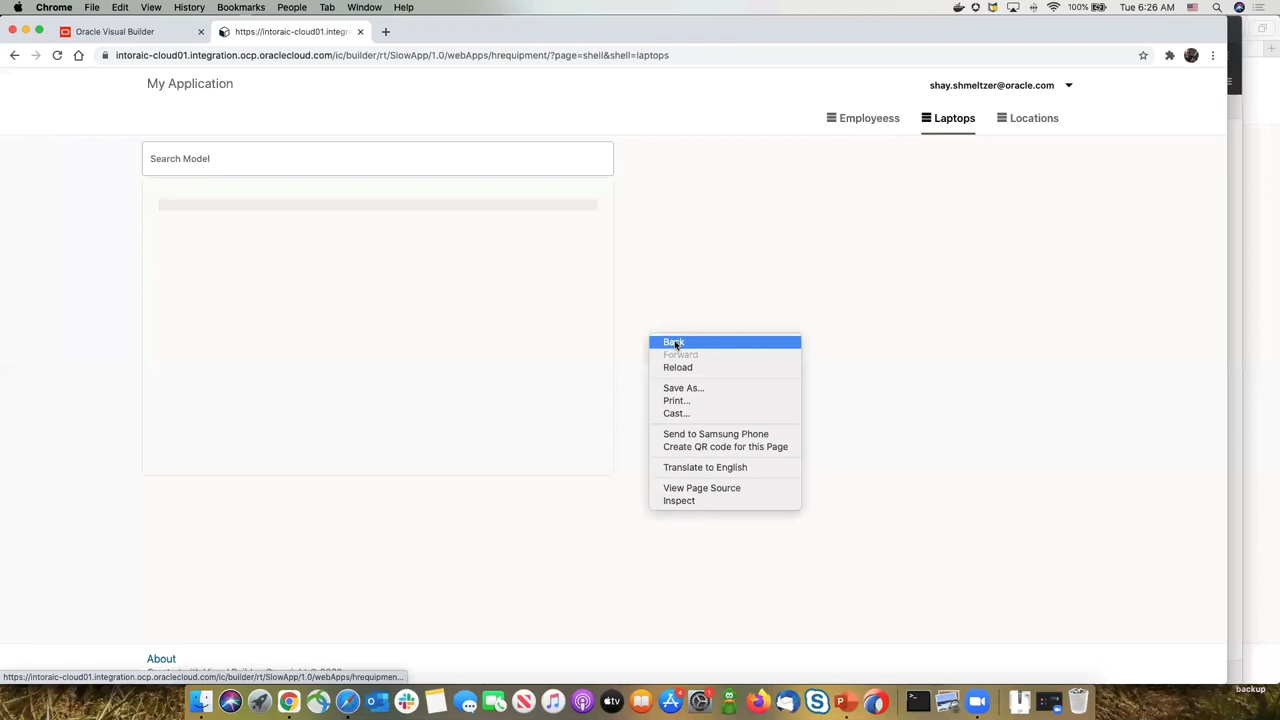 Chrome File Edit View History Bookmarks People Tab Window Help 100% Tue 6:26 AM
Oracle Visual Builder
https://intoraic-cloud01.integr
intoraic-cloud01.integration.ocp.oraclecloud.com/ic/builder/rt/SlowApp/1.0/webApps/hrequipment/?page=shell&shell=laptops
My Application
shay.shmeltzer@oracle.com
Employeess Laptops Locations
Search Model
Back
Forward
Reload
Save As...
Print...
Cast...
Send to Samsung Phone
Create QR code for this Page
Translate to English
View Page Source
Inspect
About
https://intoraic-cloud01.integration.ocp.oraclecloud.com/ic/builder/rt/SlowApp/1.0/webApps/hrequipmen...
backup